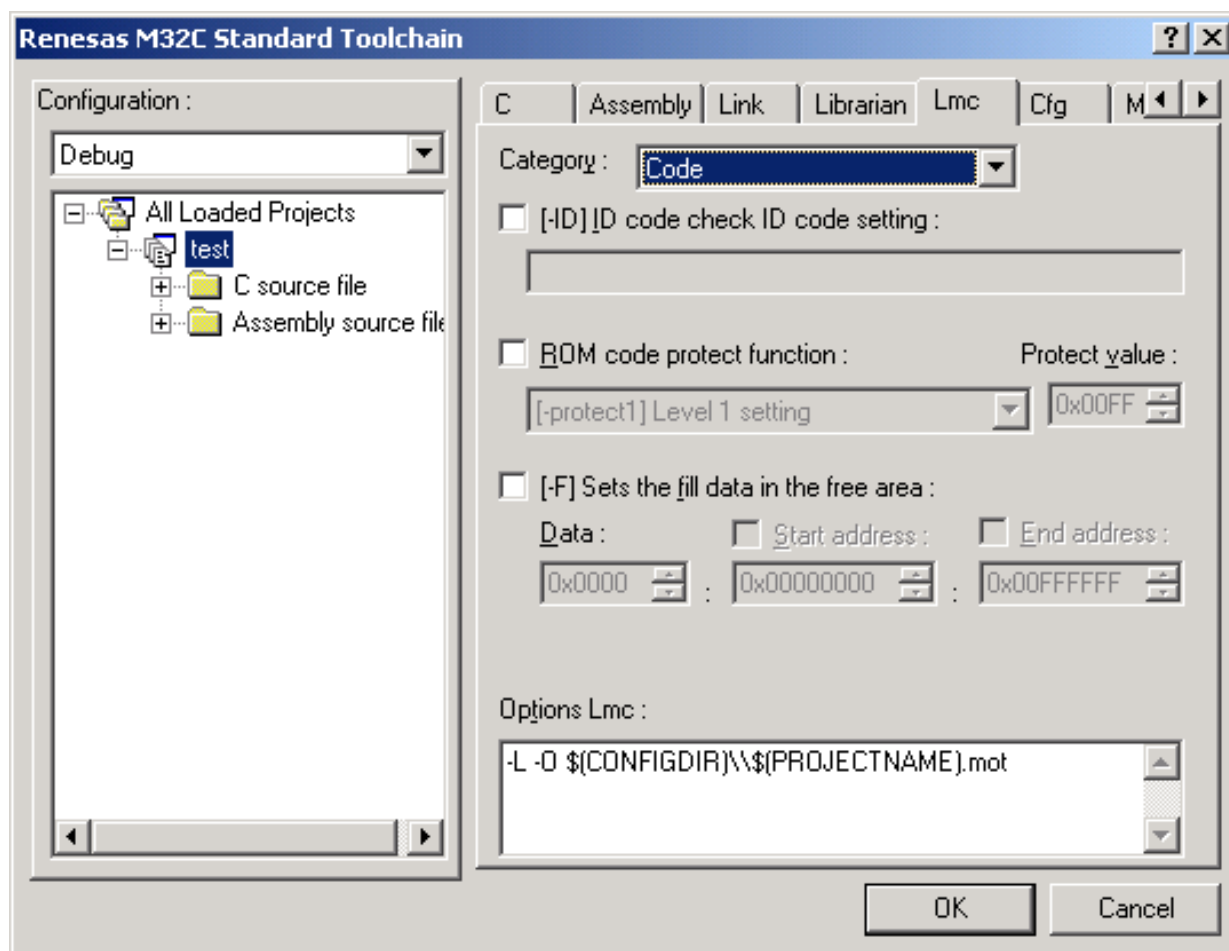 Renesas M32C Standard Toolchain
Configuration :
Debug
All Loaded Projects
test
C source file
Assembly source file
C Assembly Link Librarian Lmc Cfg M
Category : Code
[-ID] ID code check ID code setting :
ROM code protect function : Protect value :
[-protect1] Level 1 setting 0x00FF
[-F] Sets the fill data in the free area :
Data : Start address : End address :
0x0000 : 0x00000000 : 0x00FFFFFF
Options Lmc :
-L -O $(CONFIGDIR)\\$(PROJECTNAME).mot
OK Cancel